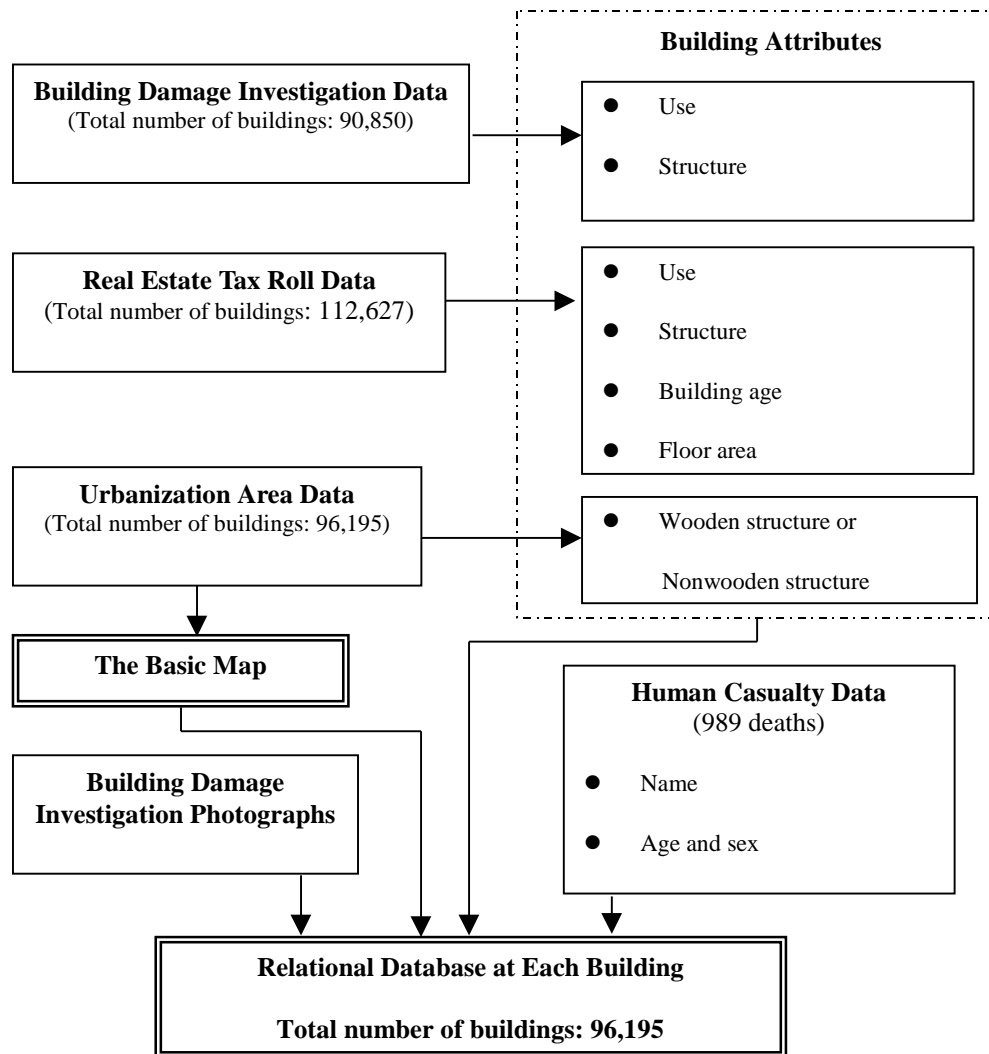 Building Attributes
Building Damage Investigation Data
(Total number of buildings: 90,850)
● Use
● Structure
Real Estate Tax Roll Data
(Total number of buildings: 112,627)
● Use
● Structure
● Building age
● Floor area
Urbanization Area Data
(Total number of buildings: 96,195)
● Wooden structure or
Nonwooden structure
The Basic Map
Human Casualty Data
(989 deaths)
● Name
● Age and sex
Building Damage
Investigation Photographs
Relational Database at Each Building
Total number of buildings: 96,195